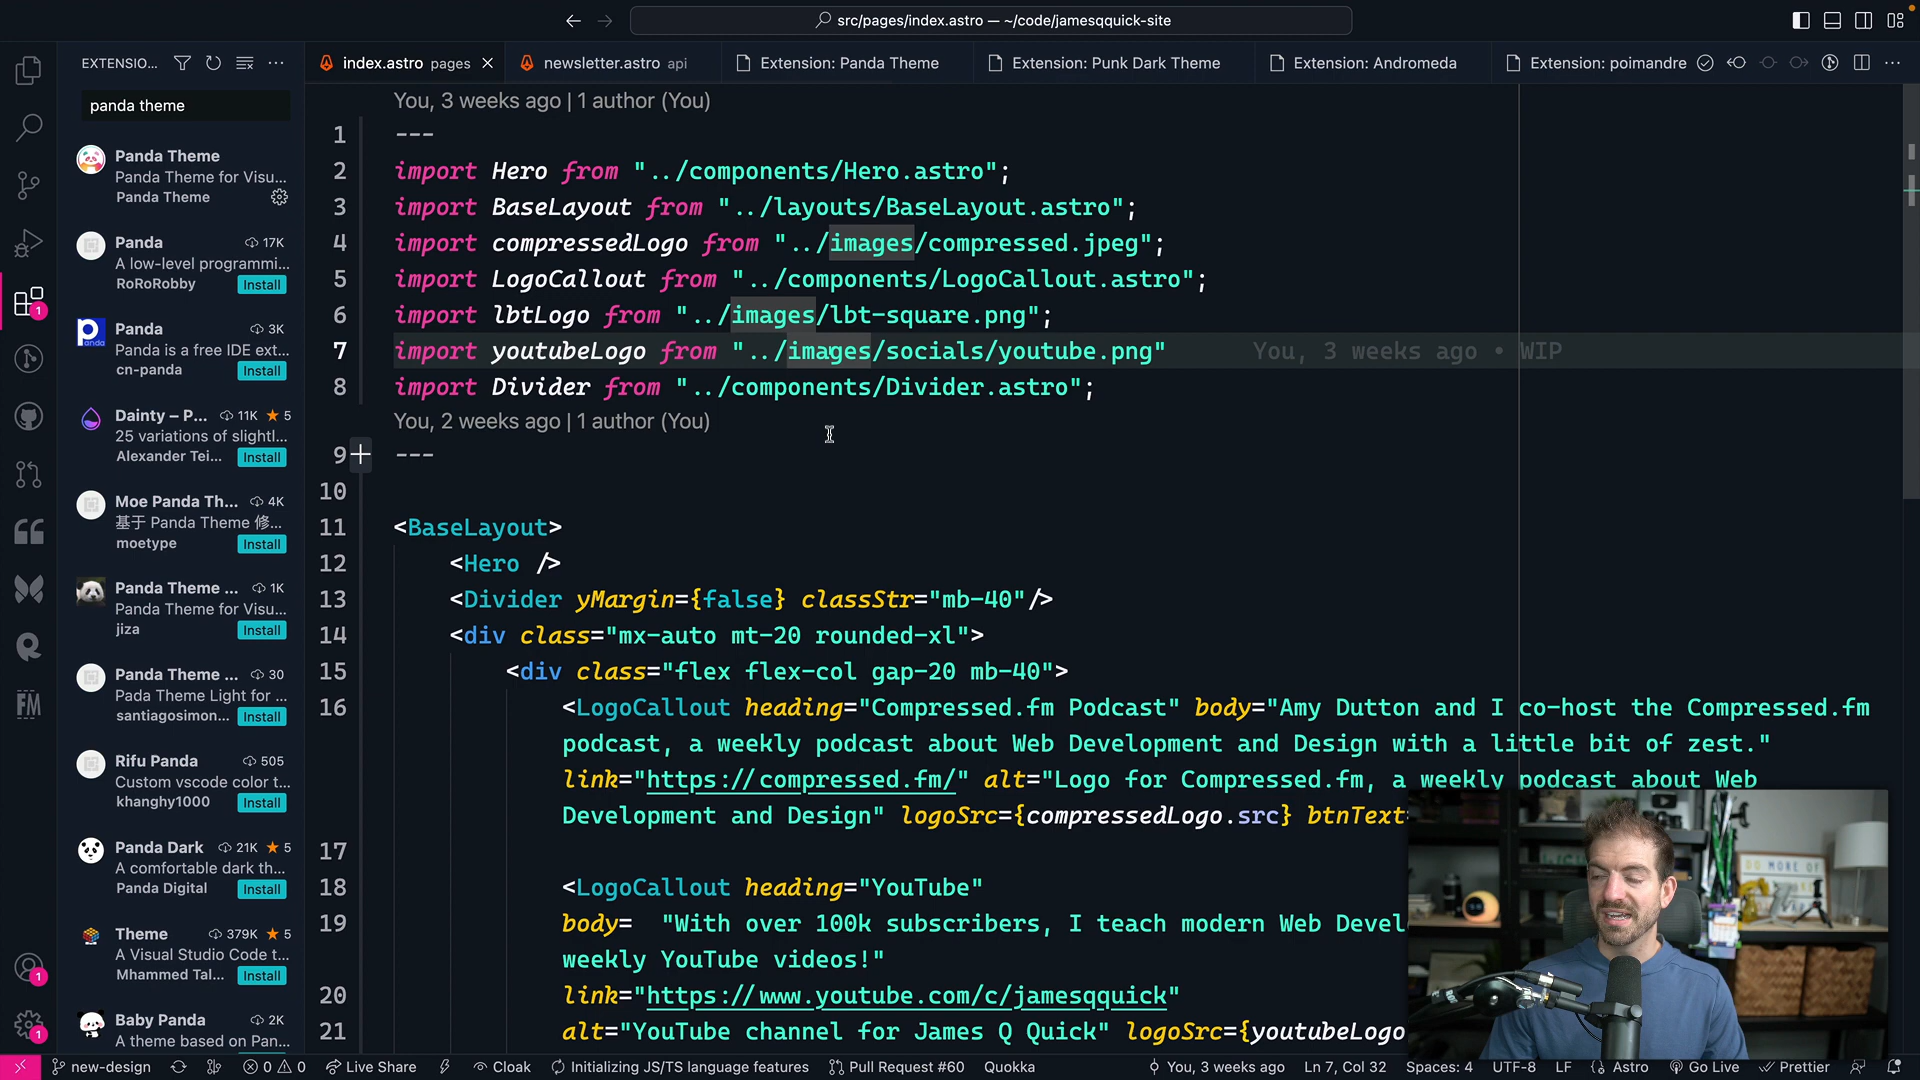 src/pages/index.astro — ~/code/jamesqquick-site
EXTENSIO...
index.astro pages
newsletter.astro api
Extension: Panda Theme
Extension: Punk Dark Theme
Extension: Andromeda
Extension: poimandre
panda theme
Panda Theme
Panda Theme for Visu...
Panda Theme
Panda 17K
A low-level programmi...
RoRoRobby Install
Panda 3K
Panda is a free IDE ext...
cn-panda Install
Dainty – P... 11K ★ 5
25 variations of slightl...
Alexander Tei... Install
Moe Panda Th... 4K
基于 Panda Theme 修...
moetype Install
Panda Theme ... 1K
Panda Theme for Visu...
jiza Install
Panda Theme ... 30
Pada Theme Light for ...
santiagosimon... Install
Rifu Panda 505
Custom vscode color t...
khanghy1000 Install
Panda Dark 21K ★ 5
A comfortable dark th...
Panda Digital Install
Theme 379K ★ 5
A Visual Studio Code t...
Mhammed Tal... Install
Baby Panda 2K
A theme based on Pan...
You, 3 weeks ago | 1 author (You)
1 ---
2 import Hero from "../components/Hero.astro";
3 import BaseLayout from "../layouts/BaseLayout.astro";
4 import compressedLogo from "../images/compressed.jpeg";
5 import LogoCallout from "../components/LogoCallout.astro";
6 import lbtLogo from "../images/lbt-square.png";
7 import youtubeLogo from "../images/socials/youtube.png" You, 3 weeks ago • WIP
8 import Divider from "../components/Divider.astro";
You, 2 weeks ago | 1 author (You)
9 ---
10
11 <BaseLayout>
12 <Hero />
13 <Divider yMargin={false} classStr="mb-40"/>
14 <div class="mx-auto mt-20 rounded-xl">
15 <div class="flex flex-col gap-20 mb-40">
16 <LogoCallout heading="Compressed.fm Podcast" body="Amy Dutton and I co-host the Compressed.fm
podcast, a weekly podcast about Web Development and Design with a little bit of zest."
link="https://compressed.fm/" alt="Logo for Compressed.fm, a weekly podcast about Web
Development and Design" logoSrc={compressedLogo.src} btnText=
17
18 <LogoCallout heading="YouTube"
19 body= "With over 100k subscribers, I teach modern Web Devel
weekly YouTube videos!"
20 link="https://www.youtube.com/c/jamesqquick"
21 alt="YouTube channel for James Q Quick" logoSrc={youtubeLogo
DO MORE OF
FM
1
1
1
new-design
0 0
Live Share
Cloak
Initializing JS/TS language features
Pull Request #60
Quokka
You, 3 weeks ago
Ln 7, Col 32
Spaces: 4
UTF-8
LF
Astro
Go Live
Prettier